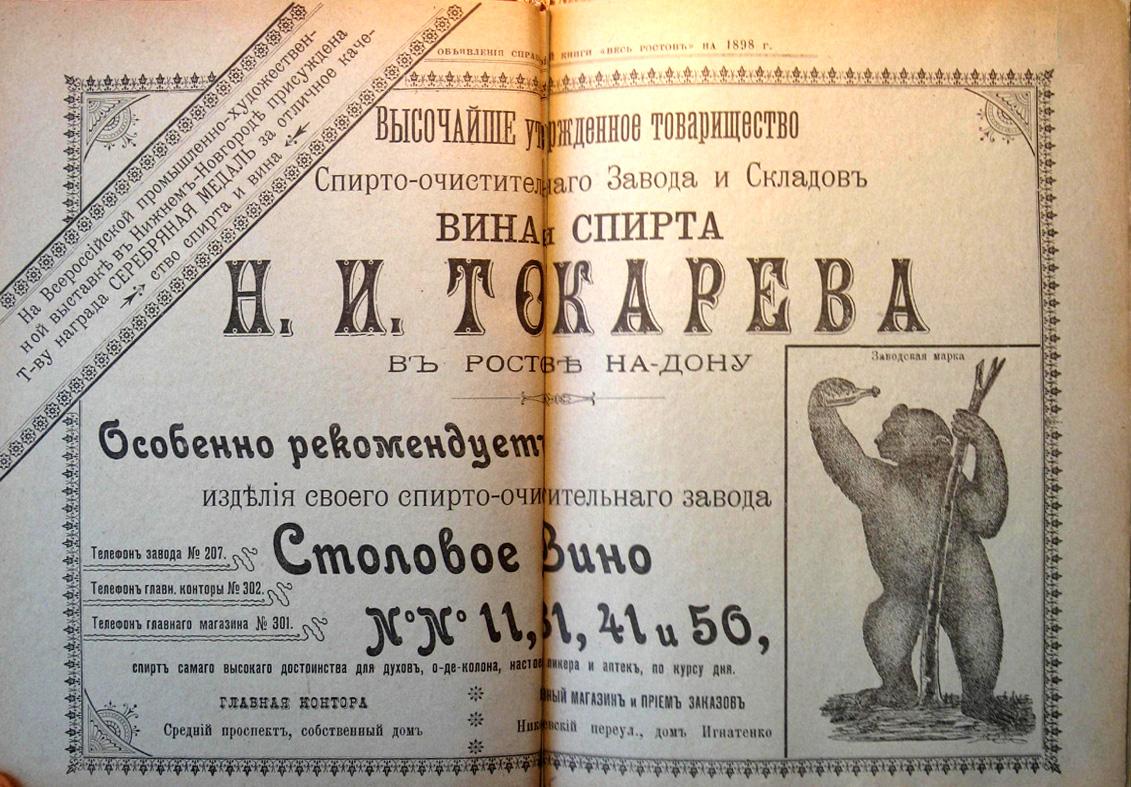 ОБЪЯВЛЕНІЯ КНИГИ «ВЕСЬ РОСТОВЪ» НА 1898 г.
На Всероссійской промышленно-художествен-
ной выставкѣ въ Нижнемъ-Новгородѣ присуждена
Т-ву награда СЕРЕБРЯНАЯ МЕДАЛЬ за отличное каче-
ство спирта и вина
ВЫСОЧАЙШЕ товарищество
Спирто-очистительнаго Завода и Складовъ
ВИНА и СПИРТА
Н. И. ТОКАРЕВА
ВЪ РОСТОВѢ НА-ДОНУ
Заводская марка
Особенно рекомендуетъ
издѣлія своего спирто-очистительнаго завода
Столовое Вино
№№ 11, 31, 41 и 50,
Телефонъ завода № 207.
Телефонъ главн. конторы № 302.
Телефонъ главнаго магазина № 301.
спиртъ самаго высокаго достоинства для духовъ, о-де-колона, ликера и аптекъ, по курсу дня.
ГЛАВНАЯ КОНТОРА
Средній проспектъ, собственный домъ
МАГАЗИНЪ и ПРІЕМЪ ЗАКАЗОВЪ
переул., домъ Игнатенко